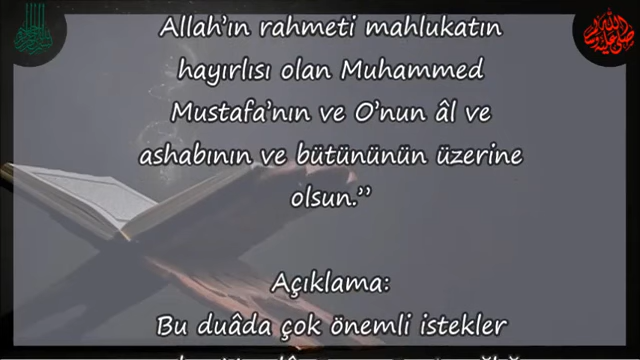 Allah’ın rahmeti mahlukatın
hayırlısı olan Muhammed
Mustafa’nın ve O’nun âl ve
ashabının ve bütününün üzerine
olsun.”
Açıklama:
Bu duâda çok önemli istekler